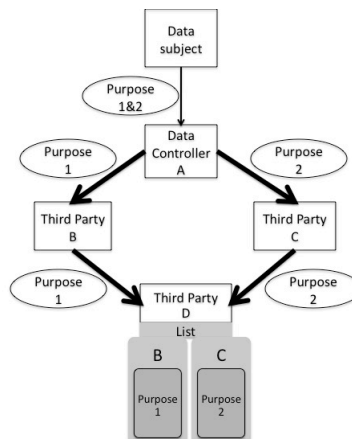 Data
subject
Purpose
1&2
Data
Controller
A
Purpose
1
Purpose
2
Third Party
B
Third Party
C
Purpose
1
Purpose
2
Third Party
D
List
B
C
Purpose
1
Purpose
2